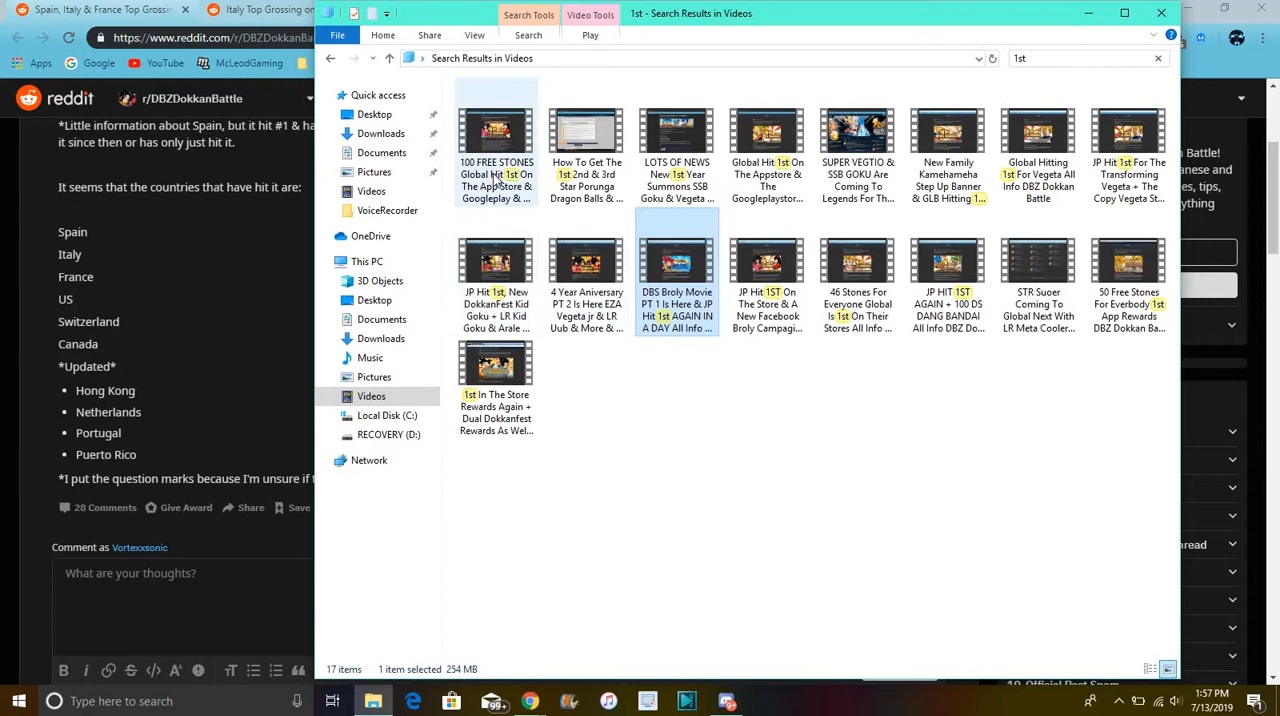 Spain, Italy & France Top Grossin
Italy Top Grossing on
https://www.reddit.com/r/DBZDokkanBa
Apps
Google
YouTube
McLeodGaming
reddit
r/DBZDokkanBattle
*Little information about Spain, but it hit #1 & ha
it since then or has only just hit it.
It seems that the countries that have hit it are:
Spain
Italy
France
US
Switzerland
Canada
*Updated*
Hong Kong
Netherlands
Portugal
Puerto Rico
*I put the question marks because I'm unsure if t
28 Comments
Give Award
Share
Save
Comment as Vortexxsonic
What are your thoughts?
Search Tools
Video Tools
1st - Search Results in Videos
File
Home
Share
View
Search
Play
Search Results in Videos
1st
Quick access
Desktop
Downloads
Documents
Pictures
Videos
VoiceRecorder
OneDrive
This PC
3D Objects
Desktop
Documents
Downloads
Music
Pictures
Videos
Local Disk (C:)
RECOVERY (D:)
Network
100 FREE STONES
Global Hit 1st On
The AppStore &
Googleplay & ...
How To Get The
1st 2nd & 3rd
Star Porunga
Dragon Balls & ...
LOTS OF NEWS
New 1st Year
Summons SSB
Goku & Vegeta ...
Global Hit 1st On
The Appstore &
The
Googleplaystor...
SUPER VEGTIO &
SSB GOKU Are
Coming To
Legends For Th...
New Family
Kamehameha
Step Up Banner
& GLB Hitting 1...
Global Hitting
1st For Vegeta All
Info DBZ Dokkan
Battle
JP Hit 1st For The
Transforming
Vegeta + The
Copy Vegeta St...
JP Hit 1st, New
DokkanFest Kid
Goku + LR Kid
Goku & Arale ...
4 Year Aniversary
PT 2 Is Here EZA
Vegeta jr & LR
Uub & More & ...
DBS Broly Movie
PT 1 Is Here & JP
Hit 1st AGAIN IN
A DAY All Info ...
JP Hit 1ST On
The Store & A
New Facebook
Broly Campaigi...
46 Stones For
Everyone Global
Is 1st On Their
Stores All Info ...
JP HIT 1ST
AGAIN + 100 DS
DANG BANDAI
All Info DBZ Do...
STR Suoer
Coming To
Global Next With
LR Meta Cooler...
50 Free Stones
For Everbody 1st
App Rewards
DBZ Dokkan Ba...
1st In The Store
Rewards Again +
Dual Dokkanfest
Rewards As Wel...
17 items
1 item selected 254 MB
Battle!
tips,
ything
hread
10. Official Post Spam
Type here to search
99+
9+
1:57 PM
7/13/2019